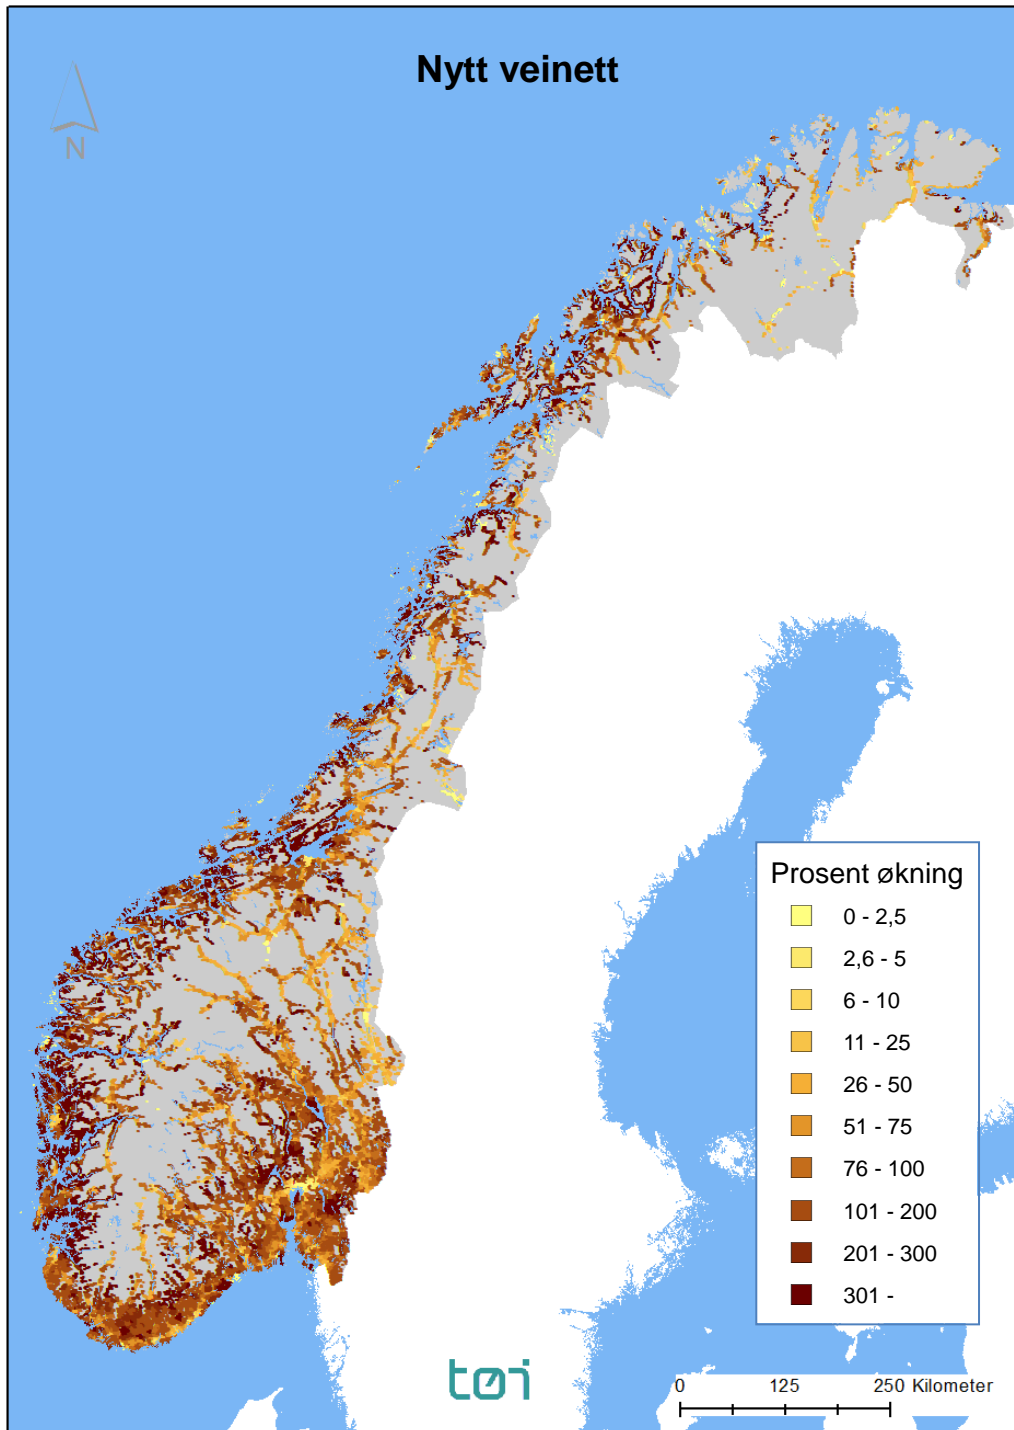 Nytt veinett
N
Prosent økning
0 - 2,5
2,6 - 5
6 - 10
11 - 25
26 - 50
51 - 75
76 - 100
101 - 200
201 - 300
301 -
tøi
0 125 250 Kilometer